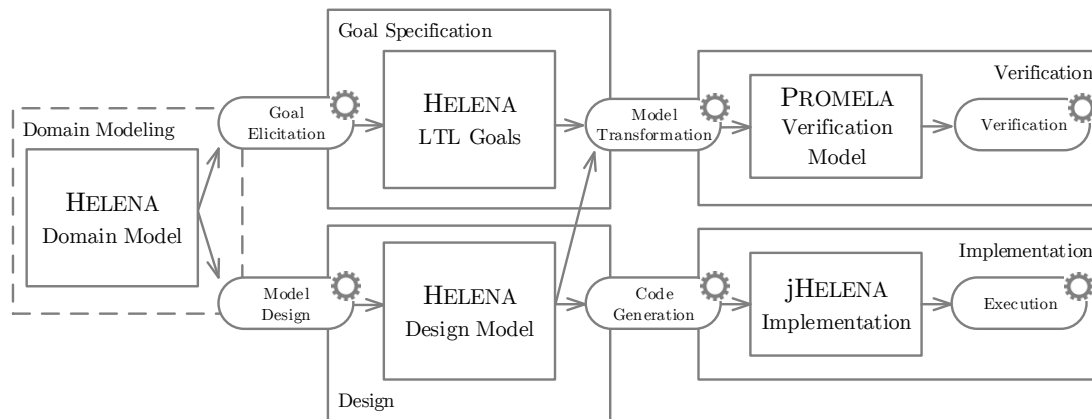 Goal Specification
Verification
Goal
Elicitation
HELENA
LTL Goals
Model
Transformation
PROMELA
Verification
Model
Verification
Domain Modeling
HELENA
Domain Model
Implementation
Model
Design
HELENA
Design Model
Code
Generation
jHELENA
Implementation
Execution
Design